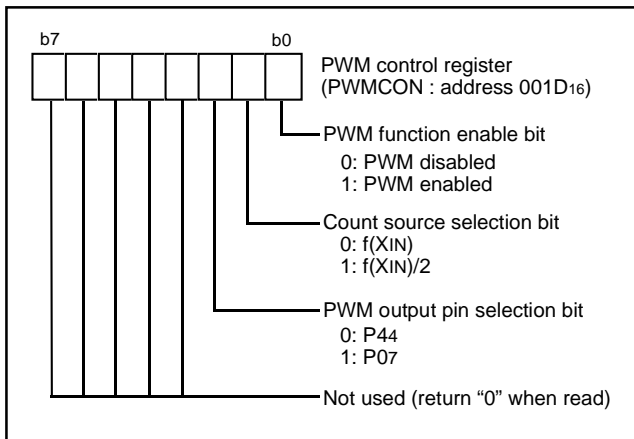 b7 b0
PWM control register
(PWMCON : address 001D16)
PWM function enable bit
0: PWM disabled
1: PWM enabled
Count source selection bit
0: f(XIN)
1: f(XIN)/2
PWM output pin selection bit
0: P44
1: P07
Not used (return “0” when read)